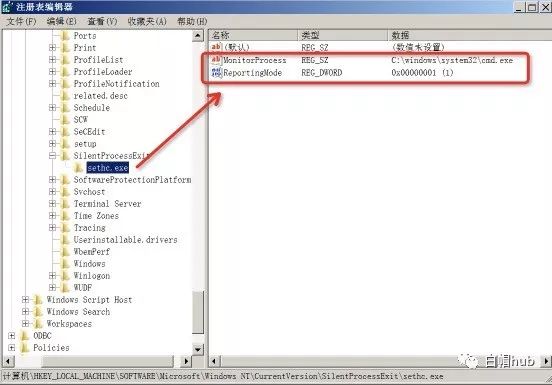 注册表编辑器
文件(F) 编辑(E) 查看(V) 收藏夹(A) 帮助(H)
Ports
Print
ProfileList
ProfileLoader
ProfileNotification
related.desc
Schedule
SCW
SeCEdit
setup
SilentProcessExit
sethc.exe
SoftwareProtectionPlatform
Svchost
Terminal Server
Time Zones
Tracing
Userinstallable.drivers
WbemPerf
Windows
Winlogon
WUDF
Windows Script Host
Windows Search
Workspaces
ODBC
Policies
名称 类型 数据
(默认) REG_SZ (数值未设置)
MonitorProcess REG_SZ C:\windows\system32\cmd.exe
ReportingMode REG_DWORD 0x00000001 (1)
计算机\HKEY_LOCAL_MACHINE\SOFTWARE\Microsoft\Windows NT\CurrentVersion\SilentProcessExit\sethc.exe
白帽hub